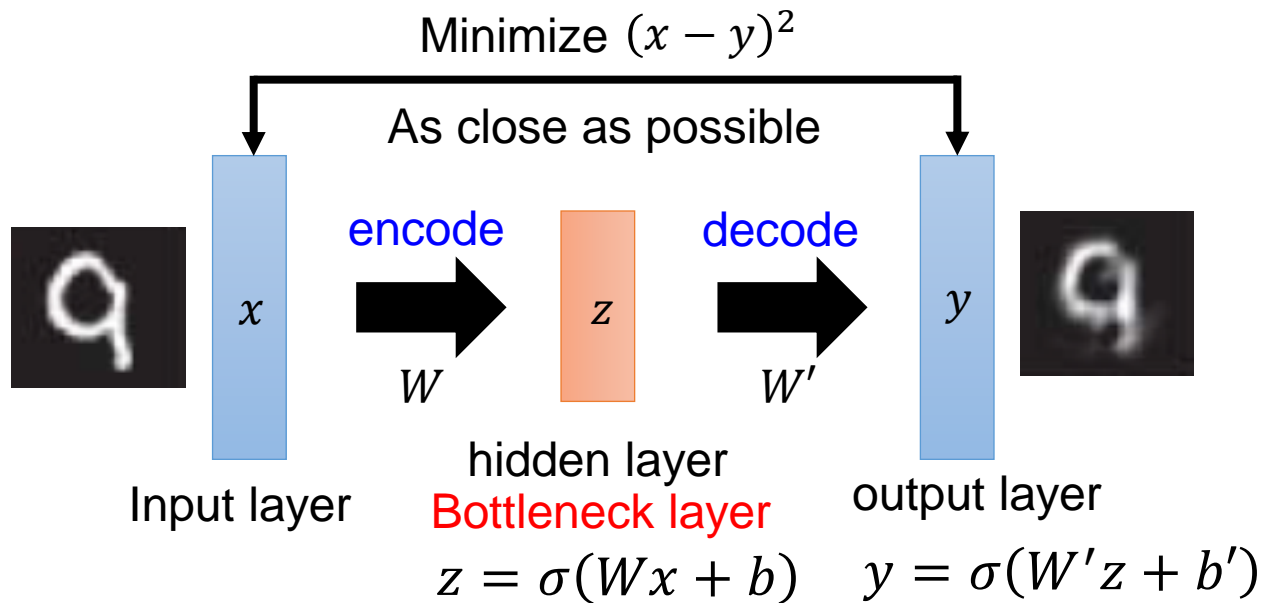 Minimize (x − y)²
As close as possible
encode decode
x z y
W W′
hidden layer
Input layer Bottleneck layer output layer
z = σ(Wx + b) y = σ(W′z + b′)